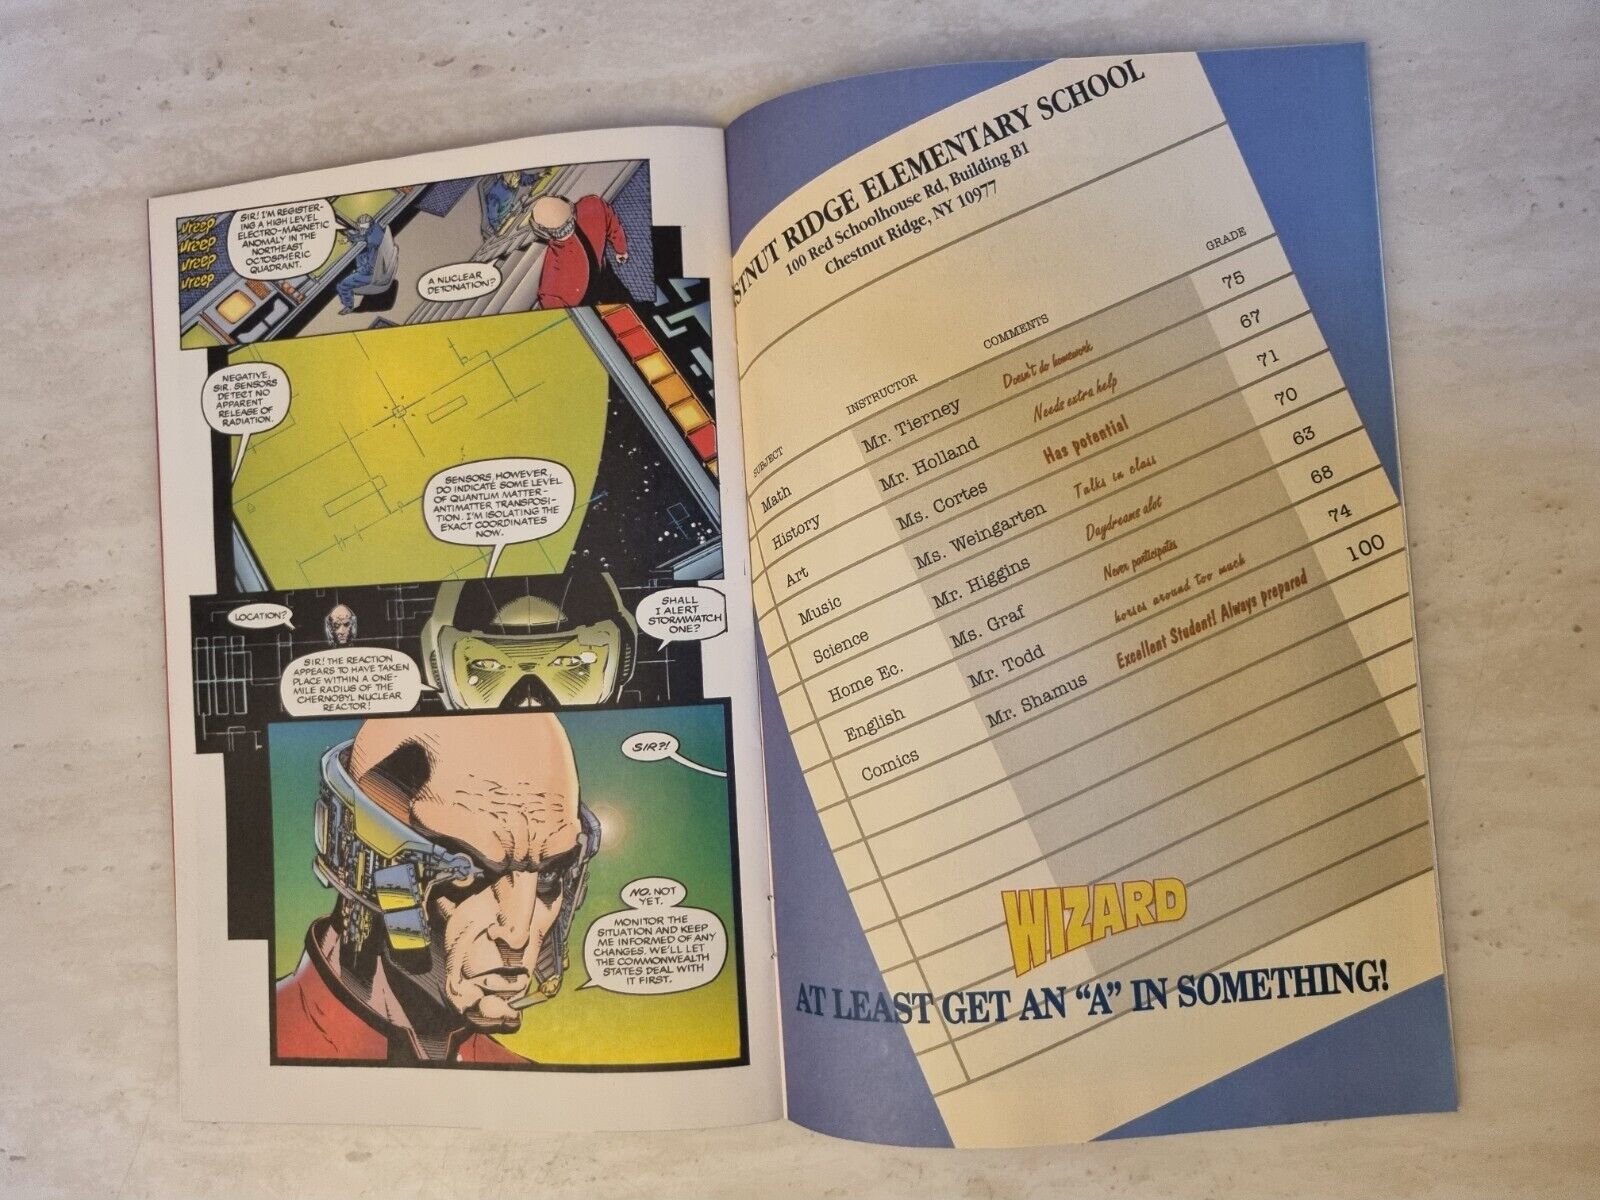 vreep
vreep
vreep
vreep
SIR! I'M REGISTER-
ING A HIGH LEVEL
ELECTRO-MAGNETIC
ANOMALY IN THE
NORTHEAST
OCTOSPHERIC
QUADRANT.
A NUCLEAR
DETONATION?
NEGATIVE,
SIR. SENSORS
DETECT NO
APPARENT
RELEASE OF
RADIATION.
SENSORS, HOWEVER,
DO INDICATE SOME LEVEL
OF QUANTUM MATTER-
ANTIMATTER TRANSPOSI-
TION. I'M ISOLATING THE
EXACT COORDINATES
NOW.
LOCATION?
SIR! THE REACTION
APPEARS TO HAVE TAKEN
PLACE WITHIN A ONE-
MILE RADIUS OF THE
CHERNOBYL NUCLEAR
REACTOR!
SHALL
I ALERT
STORMWATCH
ONE?
SIR?!
NO. NOT
YET.
MONITOR THE
SITUATION AND KEEP
ME INFORMED OF ANY
CHANGES. WE'LL LET
THE COMMONWEALTH
STATES DEAL WITH
IT FIRST.
STNUT RIDGE ELEMENTARY SCHOOL
100 Red Schoolhouse Rd, Building B1
Chestnut Ridge, NY 10977
SUBJECT INSTRUCTOR COMMENTS GRADE
Math Mr. Tierney Doesn't do homework 75
History Mr. Holland Needs extra help 67
Art Ms. Cortes Has potential 71
Music Ms. Weingarten Talks in class 70
Science Mr. Higgins Daydreams alot 63
Home Ec. Ms. Graf Never participates 68
English Mr. Todd horses around too much 74
Comics Mr. Shamus Excellent Student! Always prepared 100
WIZARD
AT LEAST GET AN “A” IN SOMETHING!